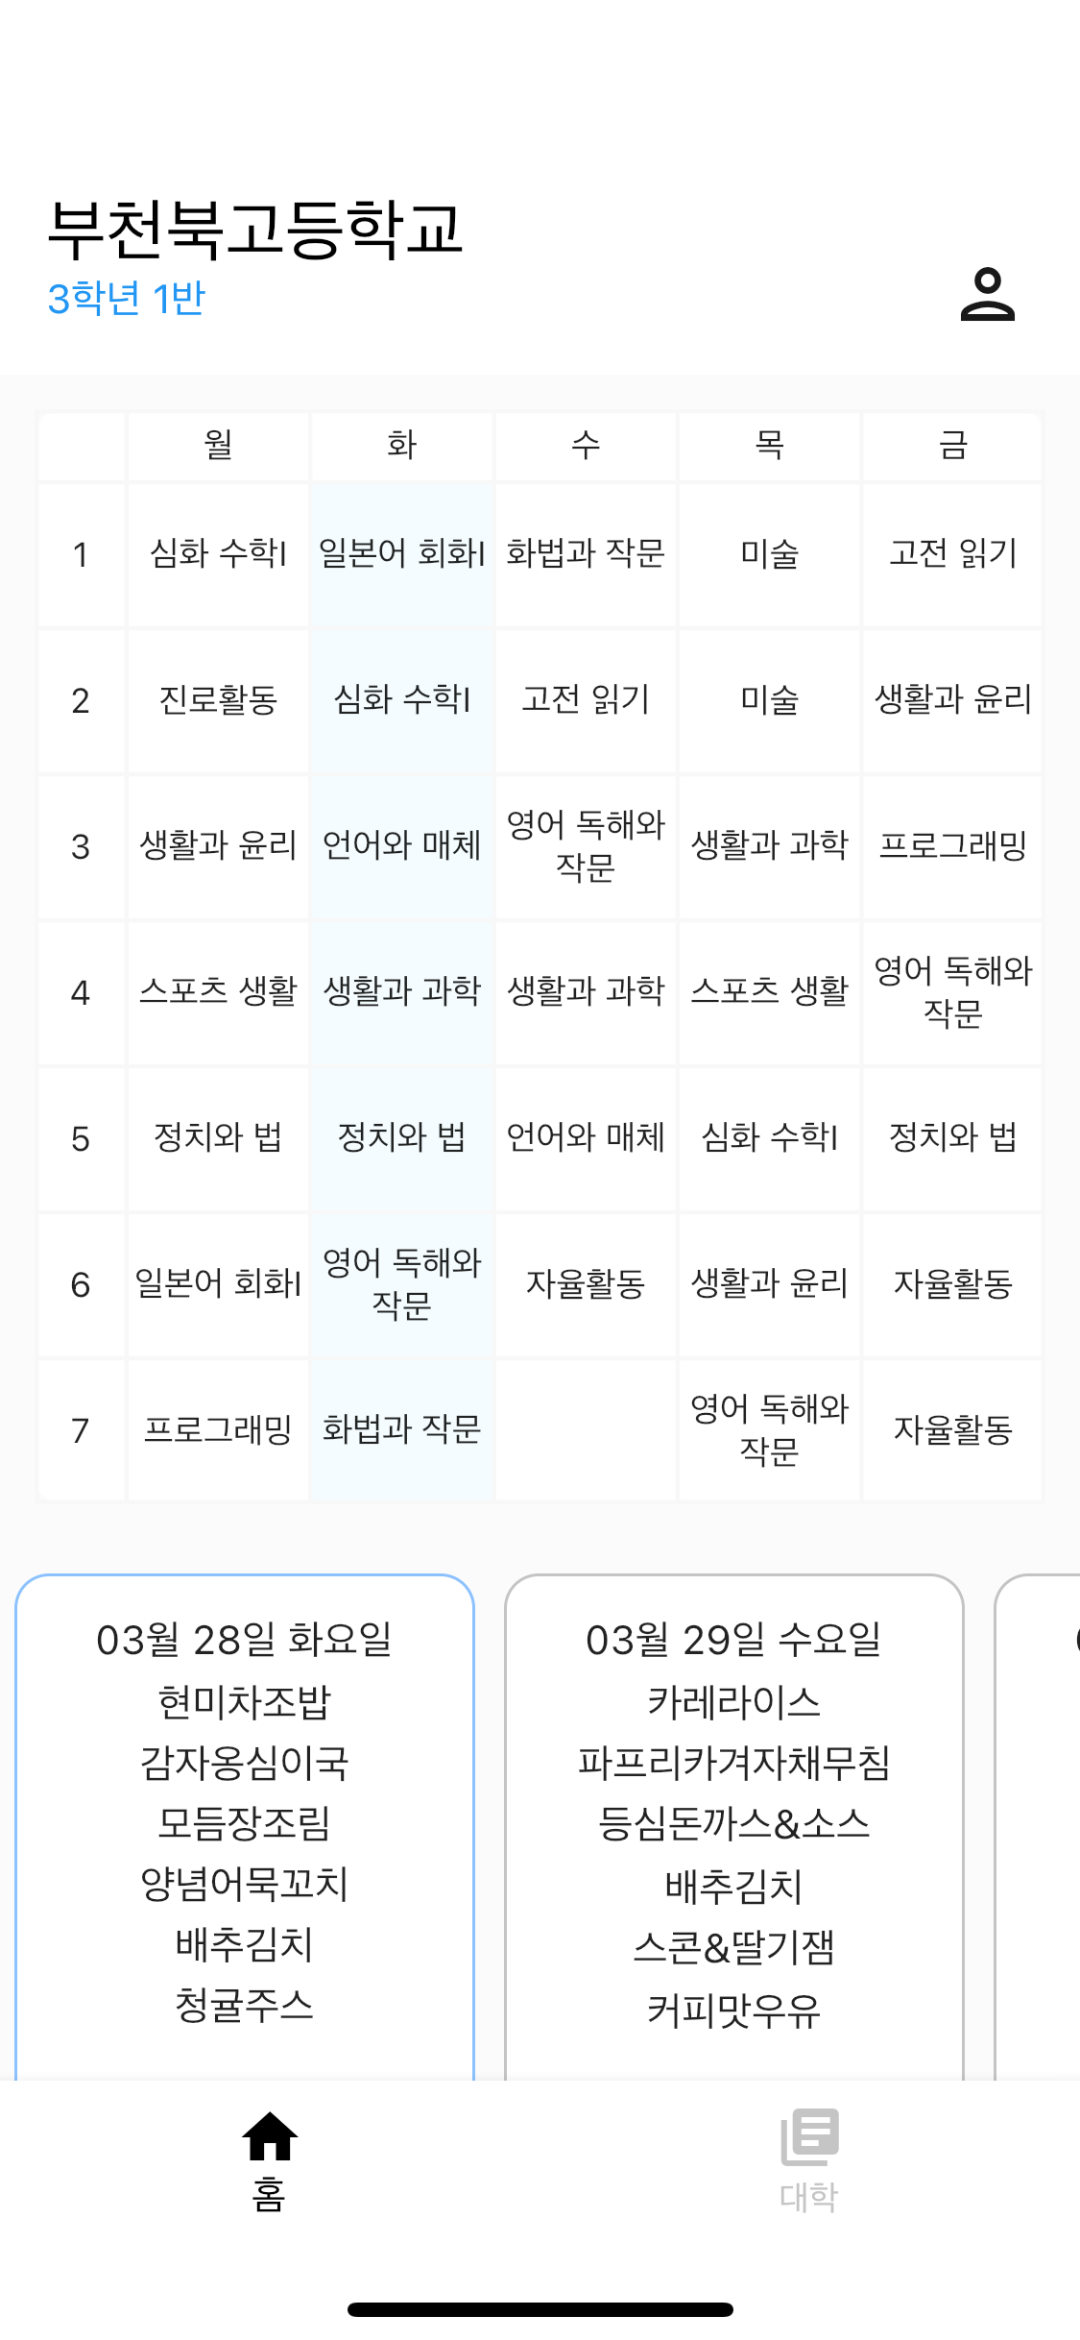 부천북고등학교
3학년 1반
월 화 수 목 금
1 심화 수학I 일본어 회화I 화법과 작문 미술 고전 읽기
2 진로활동 심화 수학I 고전 읽기 미술 생활과 윤리
3 생활과 윤리 언어와 매체 영어 독해와 작문 생활과 과학 프로그래밍
4 스포츠 생활 생활과 과학 생활과 과학 스포츠 생활 영어 독해와 작문
5 정치와 법 정치와 법 언어와 매체 심화 수학I 정치와 법
6 일본어 회화I 영어 독해와 작문 자율활동 생활과 윤리 자율활동
7 프로그래밍 화법과 작문 영어 독해와 작문 자율활동
03월 28일 화요일
현미차조밥
감자옹심이국
모듬장조림
양념어묵꼬치
배추김치
청귤주스
03월 29일 수요일
카레라이스
파프리카겨자채무침
등심돈까스&소스
배추김치
스콘&딸기잼
커피맛우유
홈
대학